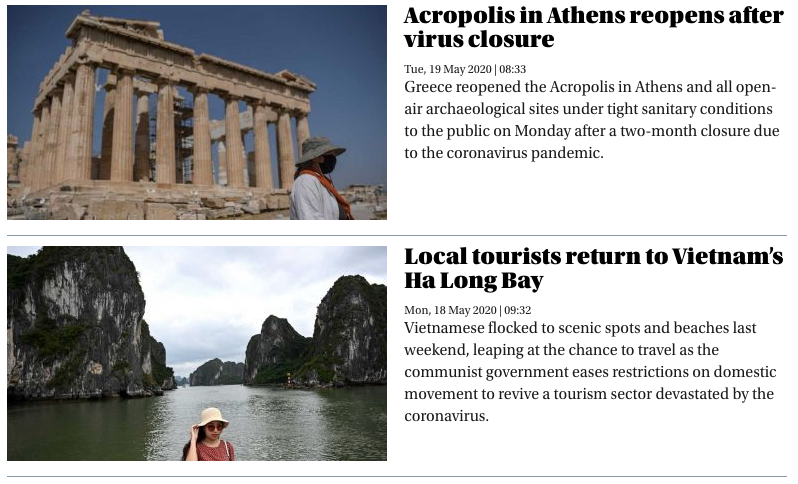 Acropolis in Athens reopens after
virus closure
Tue, 19 May 2020 | 08:33
Greece reopened the Acropolis in Athens and all open-
air archaeological sites under tight sanitary conditions
to the public on Monday after a two-month closure due
to the coronavirus pandemic.
Local tourists return to Vietnam's
Ha Long Bay
Mon, 18 May 2020 | 09:32
Vietnamese flocked to scenic spots and beaches last
weekend, leaping at the chance to travel as the
communist government eases restrictions on domestic
movement to revive a tourism sector devastated by the
coronavirus.